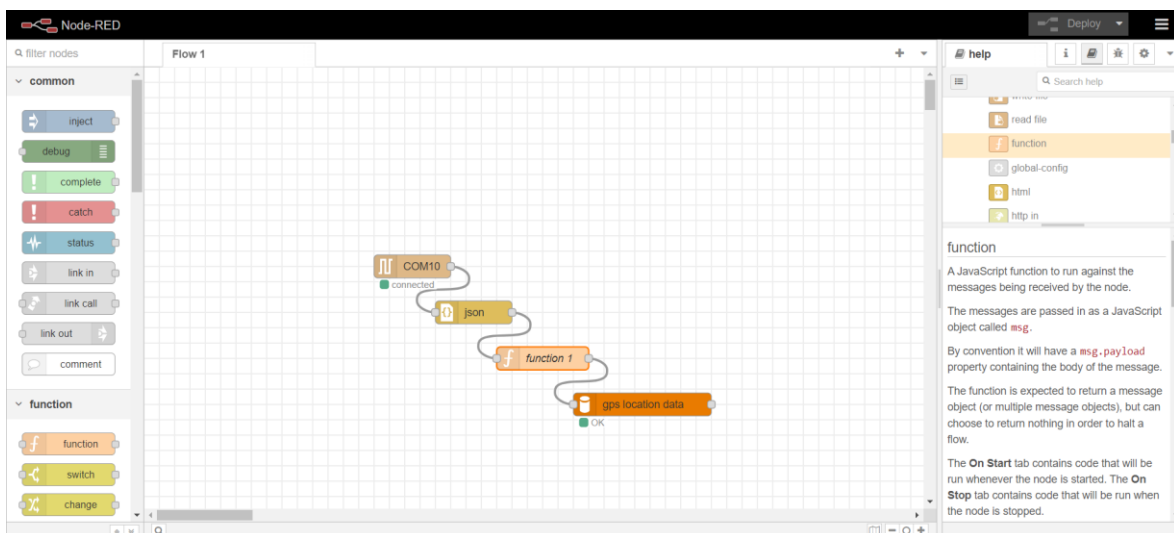 Node-RED
Deploy
filter nodes
common
inject
debug
complete
catch
status
link in
link call
link out
comment
function
function
switch
change
Flow 1
COM10
connected
json
function 1
gps location data
OK
help
Search help
write file
read file
function
global-config
html
http in
function
A JavaScript function to run against the
messages being received by the node.
The messages are passed in as a JavaScript
object called msg.
By convention it will have a msg.payload
property containing the body of the message.
The function is expected to return a message
object (or multiple message objects), but can
choose to return nothing in order to halt a
flow.
The On Start tab contains code that will be
run whenever the node is started. The On
Stop tab contains code that will be run when
the node is stopped.